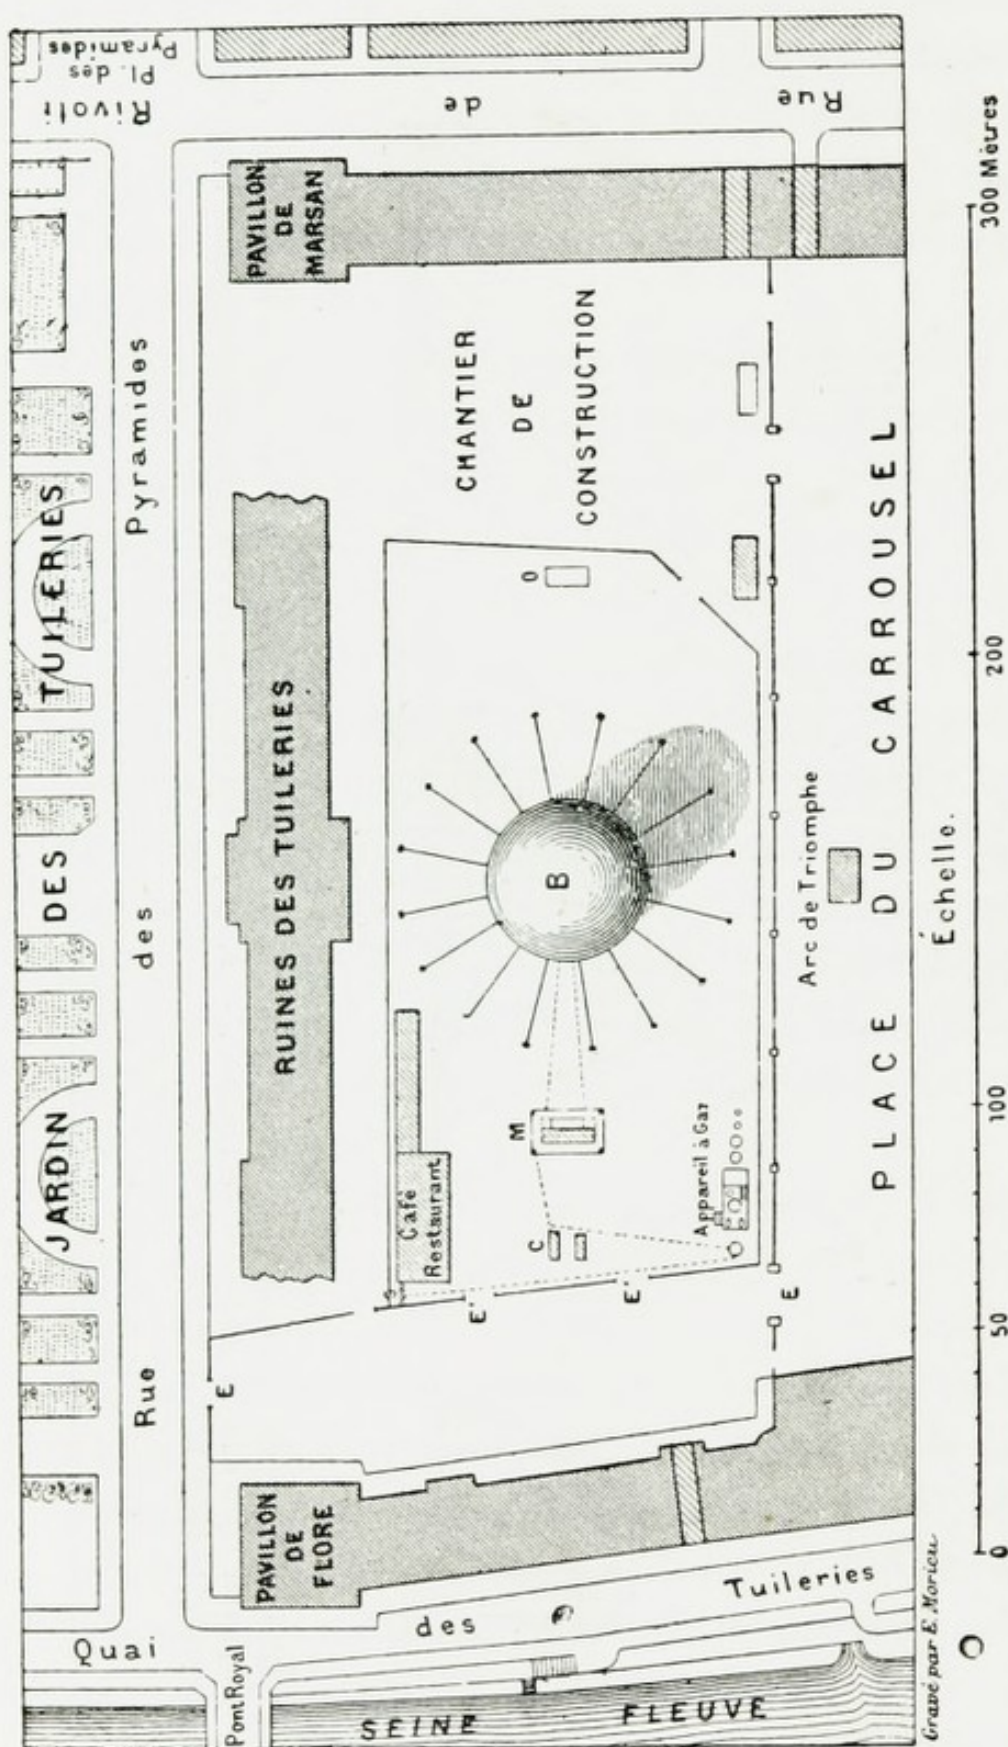 JARDIN DES TUILERIES
Rue des Pyramides
Pl. des
Pyramides
Rue de Rivoli
PAVILLON
DE
MARSAN
RUINES DES TUILERIES
CHANTIER
DE
CONSTRUCTION
O
B
M
C
Café
Restaurant
Appareil à Gaz
S
E'
E'
E
E
Arc de Triomphe
PLACE DU CARROUSEL
PAVILLON
DE
FLORE
Quai des Tuileries
Pont Royal
SEINE FLEUVE
Échelle.
0 50 100 200 300 Mètres
Gravé par E. Morieu